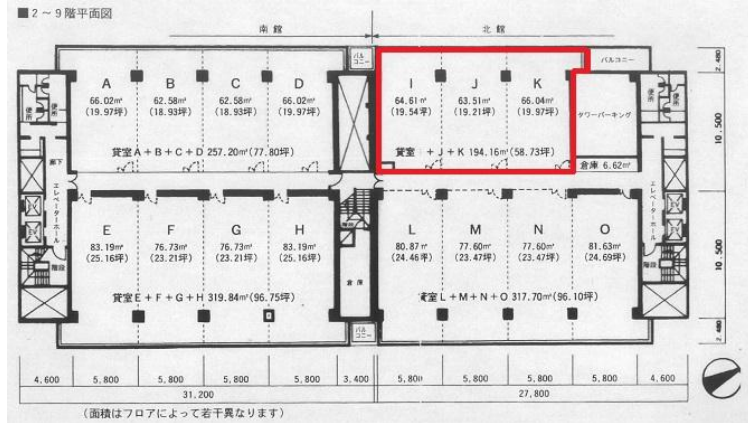 ■2～9階平面図
南館
北館
バルコニー
バルコニー
2,480
A
B
C
D
I
J
K
66.02㎡
62.58㎡
62.58㎡
66.02㎡
64.61㎡
63.51㎡
66.04㎡
(19.97坪)
(18.93坪)
(18.93坪)
(19.97坪)
(19.54坪)
(19.21坪)
(19.97坪)
便所
便所
便所
便所
タワーパーキング
10,500
貸室A+B+C+D 257.20㎡(77.80坪)
貸室I+J+K 194.16㎡(58.73坪)
廊下
倉庫 6.62㎡
エレベーターホール
エレベーターホール
E
F
G
H
L
M
N
O
83.19㎡
76.73㎡
76.73㎡
83.19㎡
80.87㎡
77.60㎡
77.60㎡
81.63㎡
(25.16坪)
(23.21坪)
(23.21坪)
(25.16坪)
(24.46坪)
(23.47坪)
(23.47坪)
(24.69坪)
10,500
階段
階段
倉庫
貸室E+F+G+H 319.84㎡(96.75坪)
貸室L+M+N+O 317.70㎡(96.10坪)
バルコニー
2,480
4,600
5,800
5,800
5,800
5,800
3,400
5,800
5,800
5,800
5,800
4,600
31,200
27,800
(面積はフロアによって若干異なります)